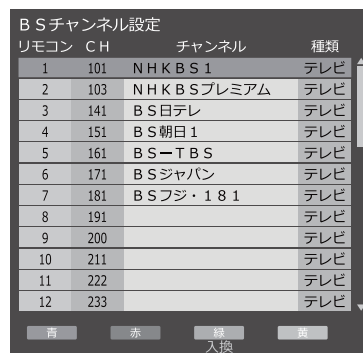 ＢＳチャンネル設定
リモコン ＣＨ チャンネル 種類
1 101 ＮＨＫＢＳ１ テレビ
2 103 ＮＨＫＢＳプレミアム テレビ
3 141 ＢＳ日テレ テレビ
4 151 ＢＳ朝日１ テレビ
5 161 ＢＳーＴＢＳ テレビ
6 171 ＢＳジャパン テレビ
7 181 ＢＳフジ・１８１ テレビ
8 191 テレビ
9 200 テレビ
10 211 テレビ
11 222 テレビ
12 233 テレビ
青 赤 緑 黄
入換